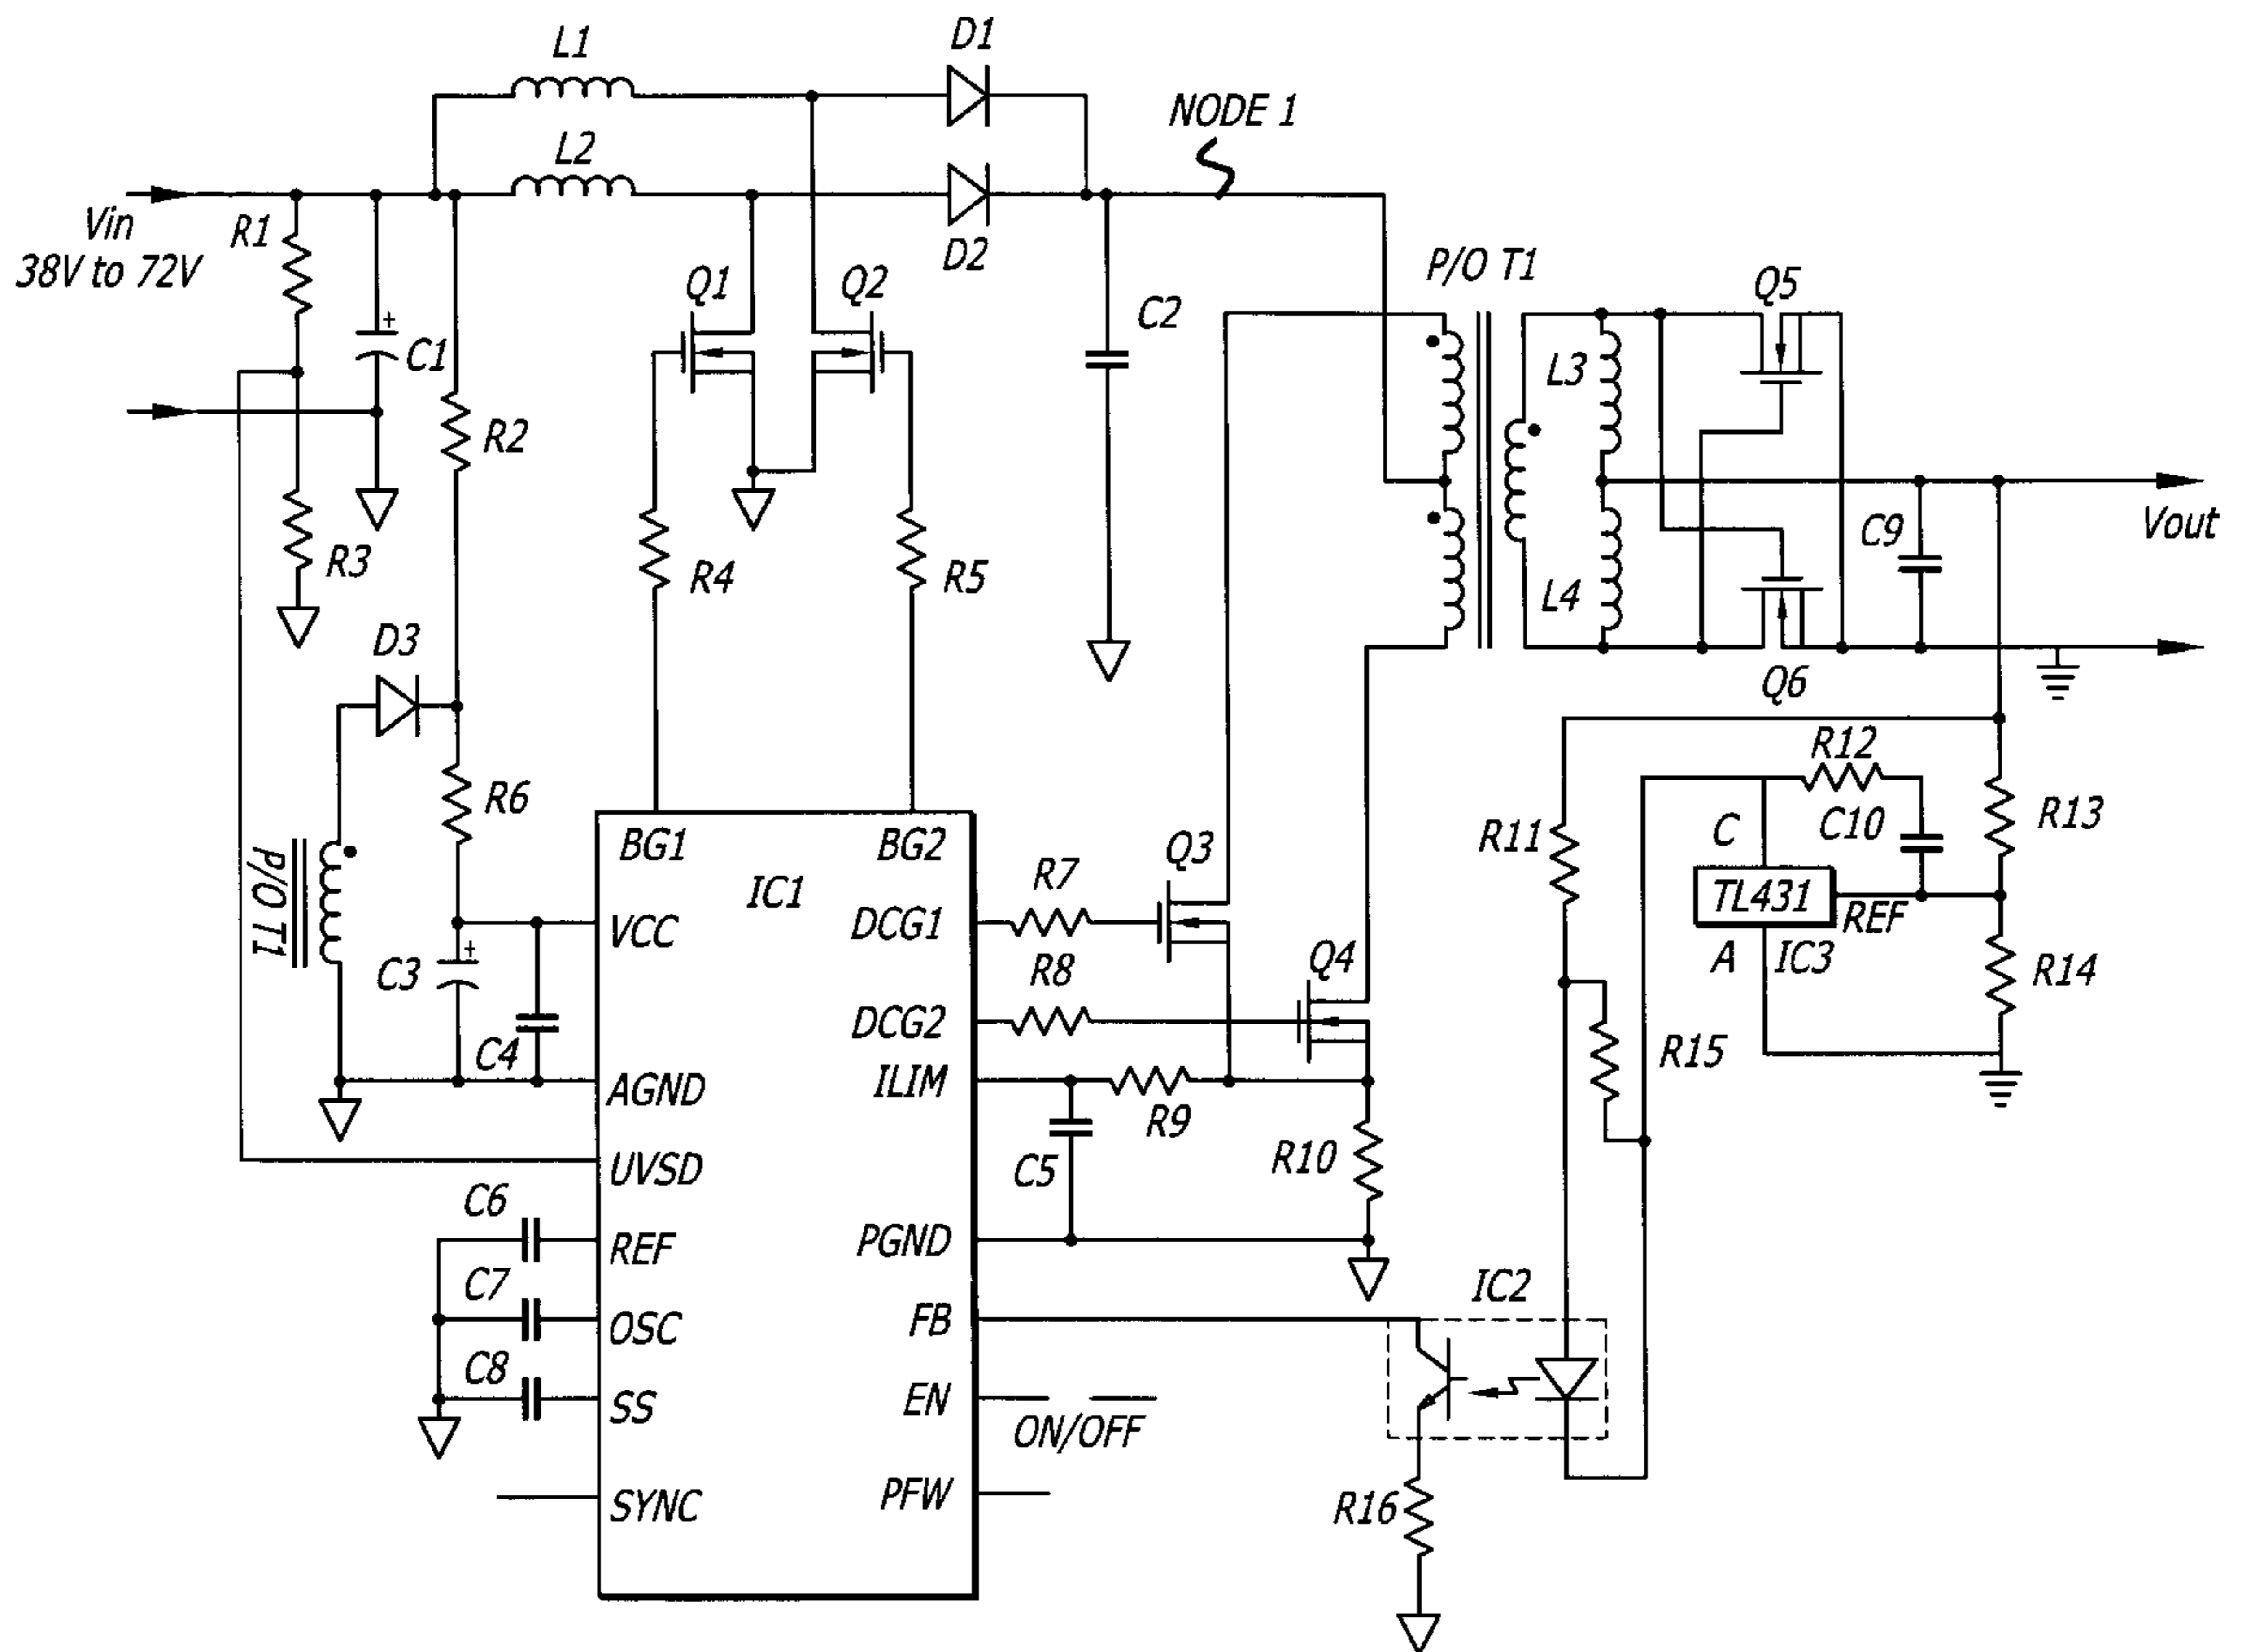 L1
D1
L2
NODE 1
Vin
38V to 72V
R1
D2
Q1
Q2
P/O T1
Q5
+
C1
C2
L3
R2
R3
R4
R5
L4
C9
Vout
D3
Q6
R12
R6
R11
C
C10
R13
BG1
BG2
IC1
Q3
P/O T1
R7
VCC
DCG1
TL431
REF
+
C3
R8
Q4
A
IC3
R14
DCG2
C4
R15
AGND
ILIM
R9
UVSD
C5
R10
C6
REF
PGND
C7
IC2
OSC
FB
C8
SS
EN
ON/OFF
SYNC
PFW
R16